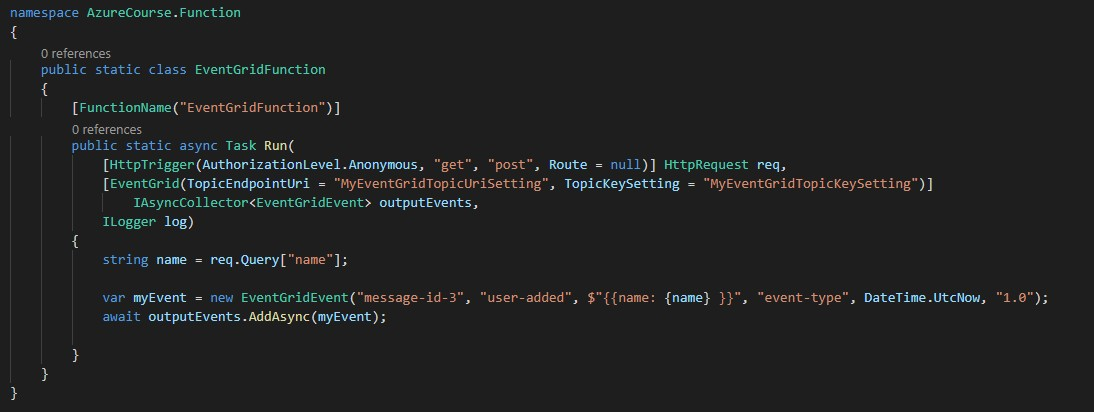 namespace AzureCourse.Function
{
0 references
public static class EventGridFunction
{
[FunctionName("EventGridFunction")]
0 references
public static async Task Run(
[HttpTrigger(AuthorizationLevel.Anonymous, "get", "post", Route = null)] HttpRequest req,
[EventGrid(TopicEndpointUri = "MyEventGridTopicUriSetting", TopicKeySetting = "MyEventGridTopicKeySetting")]
IAsyncCollector<EventGridEvent> outputEvents,
ILogger log)
{
string name = req.Query["name"];
var myEvent = new EventGridEvent("message-id-3", "user-added", $"{{name: {name} }}", "event-type", DateTime.UtcNow, "1.0");
await outputEvents.AddAsync(myEvent);
}
}
}